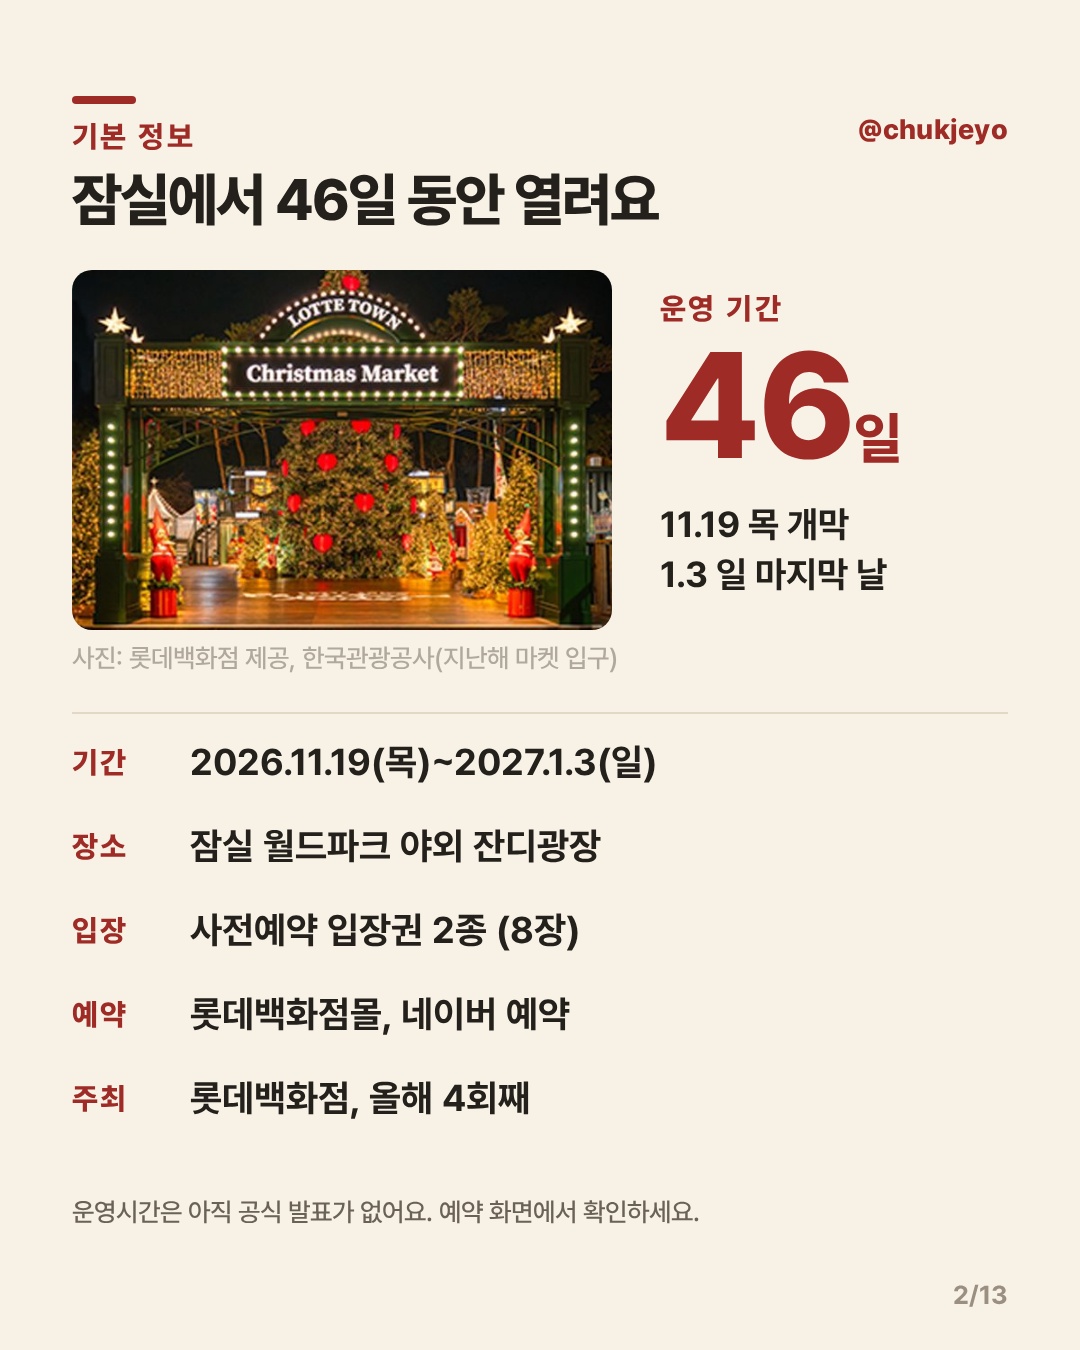 기본 정보
@chukjeyo
잠실에서 46일 동안 열려요
LOTTE TOWN
Christmas Market
운영 기간
46일
11.19 목 개막
1.3 일 마지막 날
사진: 롯데백화점 제공, 한국관광공사(지난해 마켓 입구)
기간 2026.11.19(목)~2027.1.3(일)
장소 잠실 월드파크 야외 잔디광장
입장 사전예약 입장권 2종 (8장)
예약 롯데백화점몰, 네이버 예약
주최 롯데백화점, 올해 4회째
운영시간은 아직 공식 발표가 없어요. 예약 화면에서 확인하세요.
2/13